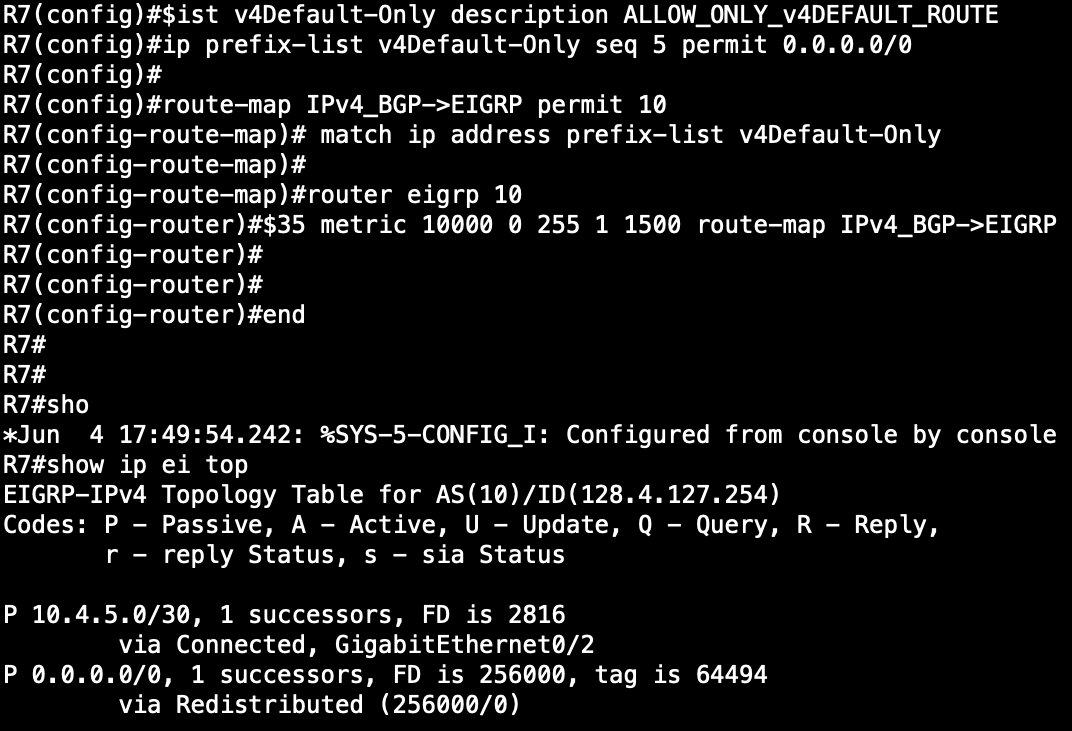 R7(config)#$ist v4Default-Only description ALLOW_ONLY_v4DEFAULT_ROUTE
R7(config)#ip prefix-list v4Default-Only seq 5 permit 0.0.0.0/0
R7(config)#
R7(config)#route-map IPv4_BGP->EIGRP permit 10
R7(config-route-map)# match ip address prefix-list v4Default-Only
R7(config-route-map)#
R7(config-route-map)#router eigrp 10
R7(config-router)#$35 metric 10000 0 255 1 1500 route-map IPv4_BGP->EIGRP
R7(config-router)#
R7(config-router)#
R7(config-router)#end
R7#
R7#
R7#sho
*Jun  4 17:49:54.242: %SYS-5-CONFIG_I: Configured from console by console
R7#show ip ei top
EIGRP-IPv4 Topology Table for AS(10)/ID(128.4.127.254)
Codes: P - Passive, A - Active, U - Update, Q - Query, R - Reply,
       r - reply Status, s - sia Status
P 10.4.5.0/30, 1 successors, FD is 2816
        via Connected, GigabitEthernet0/2
P 0.0.0.0/0, 1 successors, FD is 256000, tag is 64494
        via Redistributed (256000/0)